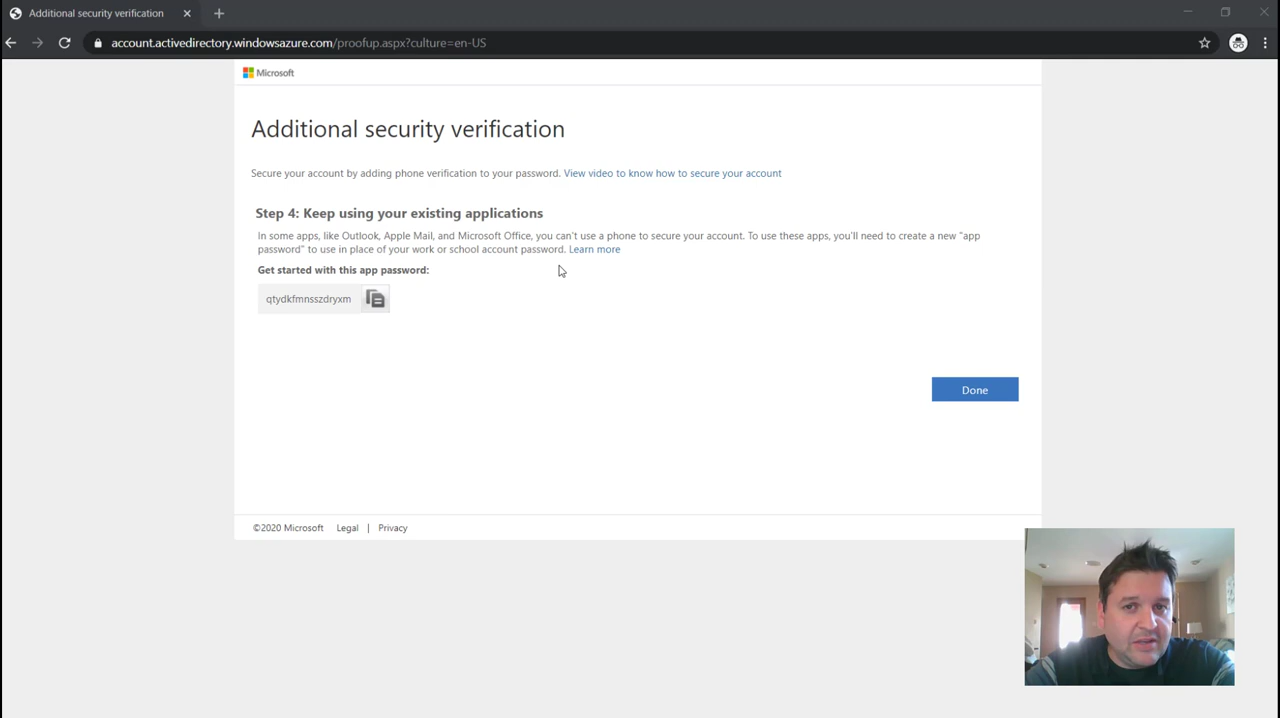 Additional security verification
account.activedirectory.windowsazure.com/proofup.aspx?culture=en-US
Microsoft
Additional security verification
Secure your account by adding phone verification to your password. View video to know how to secure your account
Step 4: Keep using your existing applications
In some apps, like Outlook, Apple Mail, and Microsoft Office, you can't use a phone to secure your account. To use these apps, you'll need to create a new "app
password" to use in place of your work or school account password. Learn more
Get started with this app password:
qtydkfmnsszdryxm
Done
©2020 Microsoft Legal | Privacy